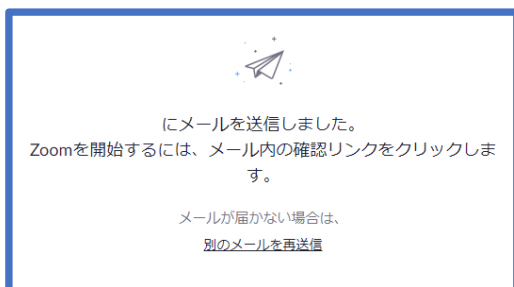 にメールを送信しました。
Zoomを開始するには、メール内の確認リンクをクリックしま
す。
メールが届かない場合は、
別のメールを再送信